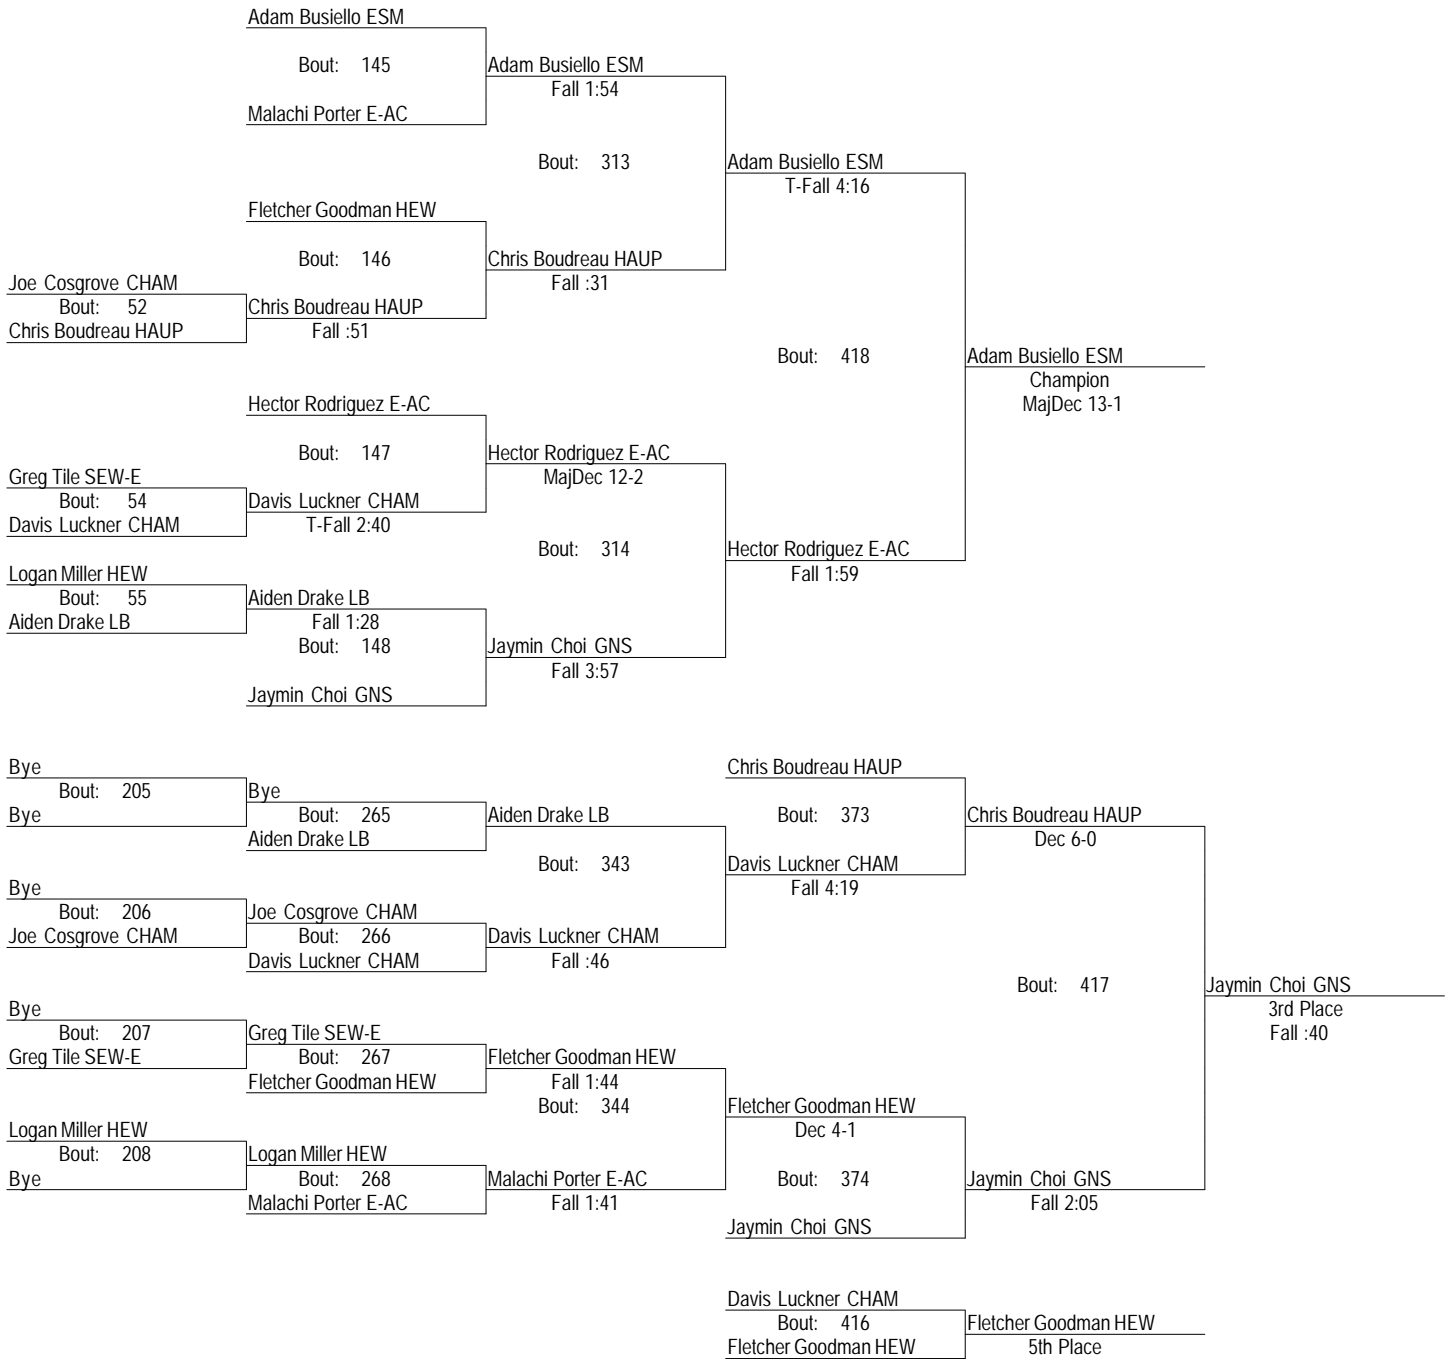 Adam Busiello ESM
Bout: 145
Adam Busiello ESM
Fall 1:54
Malachi Porter E-AC
Bout: 313
Adam Busiello ESM
T-Fall 4:16
Fletcher Goodman HEW
Bout: 146
Chris Boudreau HAUP
Fall :31
Joe Cosgrove CHAM
Bout: 52
Chris Boudreau HAUP
Chris Boudreau HAUP
Fall :51
Bout: 418
Adam Busiello ESM
Champion
MajDec 13-1
Hector Rodriguez E-AC
Bout: 147
Hector Rodriguez E-AC
MajDec 12-2
Greg Tile SEW-E
Bout: 54
Davis Luckner CHAM
Davis Luckner CHAM
T-Fall 2:40
Bout: 314
Hector Rodriguez E-AC
Fall 1:59
Logan Miller HEW
Bout: 55
Aiden Drake LB
Aiden Drake LB
Fall 1:28
Bout: 148
Jaymin Choi GNS
Fall 3:57
Jaymin Choi GNS
Bye
Bout: 205
Bye
Bye
Bout: 265
Aiden Drake LB
Aiden Drake LB
Chris Boudreau HAUP
Bout: 373
Chris Boudreau HAUP
Dec 6-0
Bout: 343
Davis Luckner CHAM
Fall 4:19
Bye
Bout: 206
Joe Cosgrove CHAM
Joe Cosgrove CHAM
Bout: 266
Davis Luckner CHAM
Davis Luckner CHAM
Fall :46
Bout: 417
Jaymin Choi GNS
3rd Place
Fall :40
Bye
Bout: 207
Greg Tile SEW-E
Greg Tile SEW-E
Bout: 267
Fletcher Goodman HEW
Fletcher Goodman HEW
Fall 1:44
Bout: 344
Fletcher Goodman HEW
Dec 4-1
Logan Miller HEW
Bout: 208
Bye
Logan Miller HEW
Bout: 268
Malachi Porter E-AC
Malachi Porter E-AC
Fall 1:41
Bout: 374
Jaymin Choi GNS
Fall 2:05
Jaymin Choi GNS
Davis Luckner CHAM
Bout: 416
Fletcher Goodman HEW
Fletcher Goodman HEW
5th Place